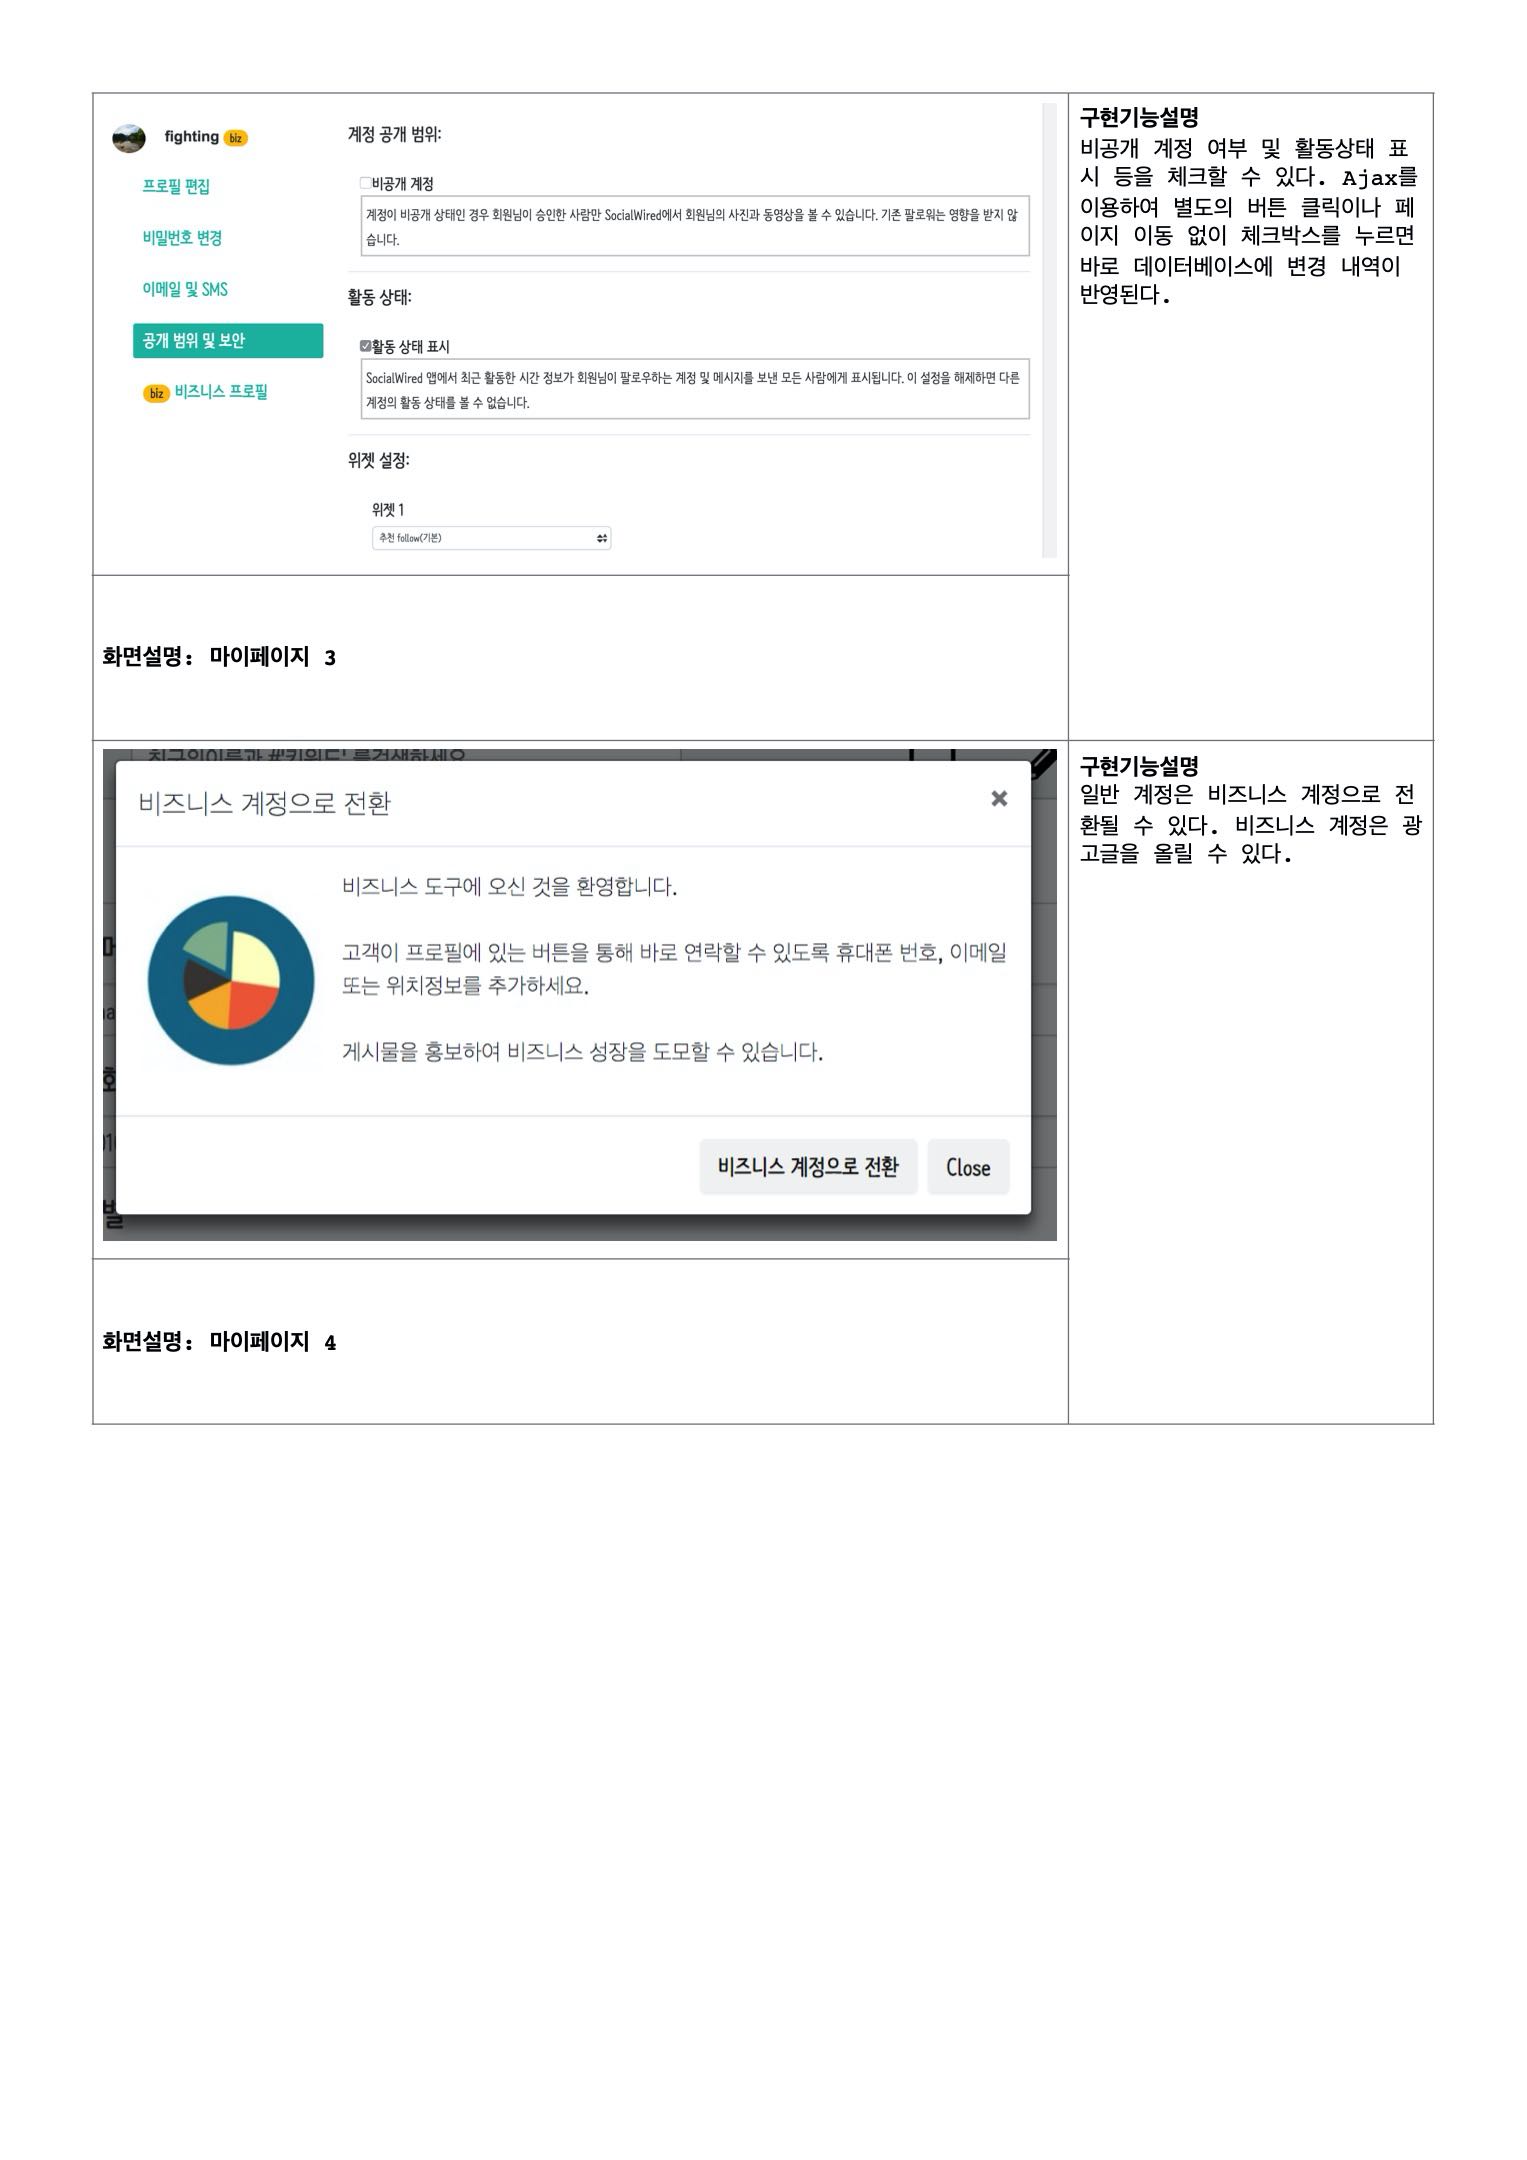 fighting biz
프로필 편집
비밀번호 변경
이메일 및 SMS
공개 범위 및 보안
biz 비즈니스 프로필
계정 공개 범위:
비공개 계정
계정이 비공개 상태인 경우 회원님이 승인한 사람만 SocialWired에서 회원님의 사진과 동영상을 볼 수 있습니다. 기존 팔로워는 영향을 받지 않
습니다.
활동 상태:
활동 상태 표시
SocialWired 앱에서 최근 활동한 시간 정보가 회원님이 팔로우하는 계정 및 메시지를 보낸 모든 사람에게 표시됩니다. 이 설정을 해제하면 다른
계정의 활동 상태를 볼 수 없습니다.
위젯 설정:
위젯 1
추천 follow(기본)
구현기능설명
비공개 계정 여부 및 활동상태 표
시 등을 체크할 수 있다. Ajax를
이용하여 별도의 버튼 클릭이나 페
이지 이동 없이 체크박스를 누르면
바로 데이터베이스에 변경 내역이
반영된다.
화면설명: 마이페이지 3
비즈니스 계정으로 전환
비즈니스 도구에 오신 것을 환영합니다.
고객이 프로필에 있는 버튼을 통해 바로 연락할 수 있도록 휴대폰 번호, 이메일
또는 위치정보를 추가하세요.
게시물을 홍보하여 비즈니스 성장을 도모할 수 있습니다.
비즈니스 계정으로 전환
Close
구현기능설명
일반 계정은 비즈니스 계정으로 전
환될 수 있다. 비즈니스 계정은 광
고글을 올릴 수 있다.
화면설명: 마이페이지 4